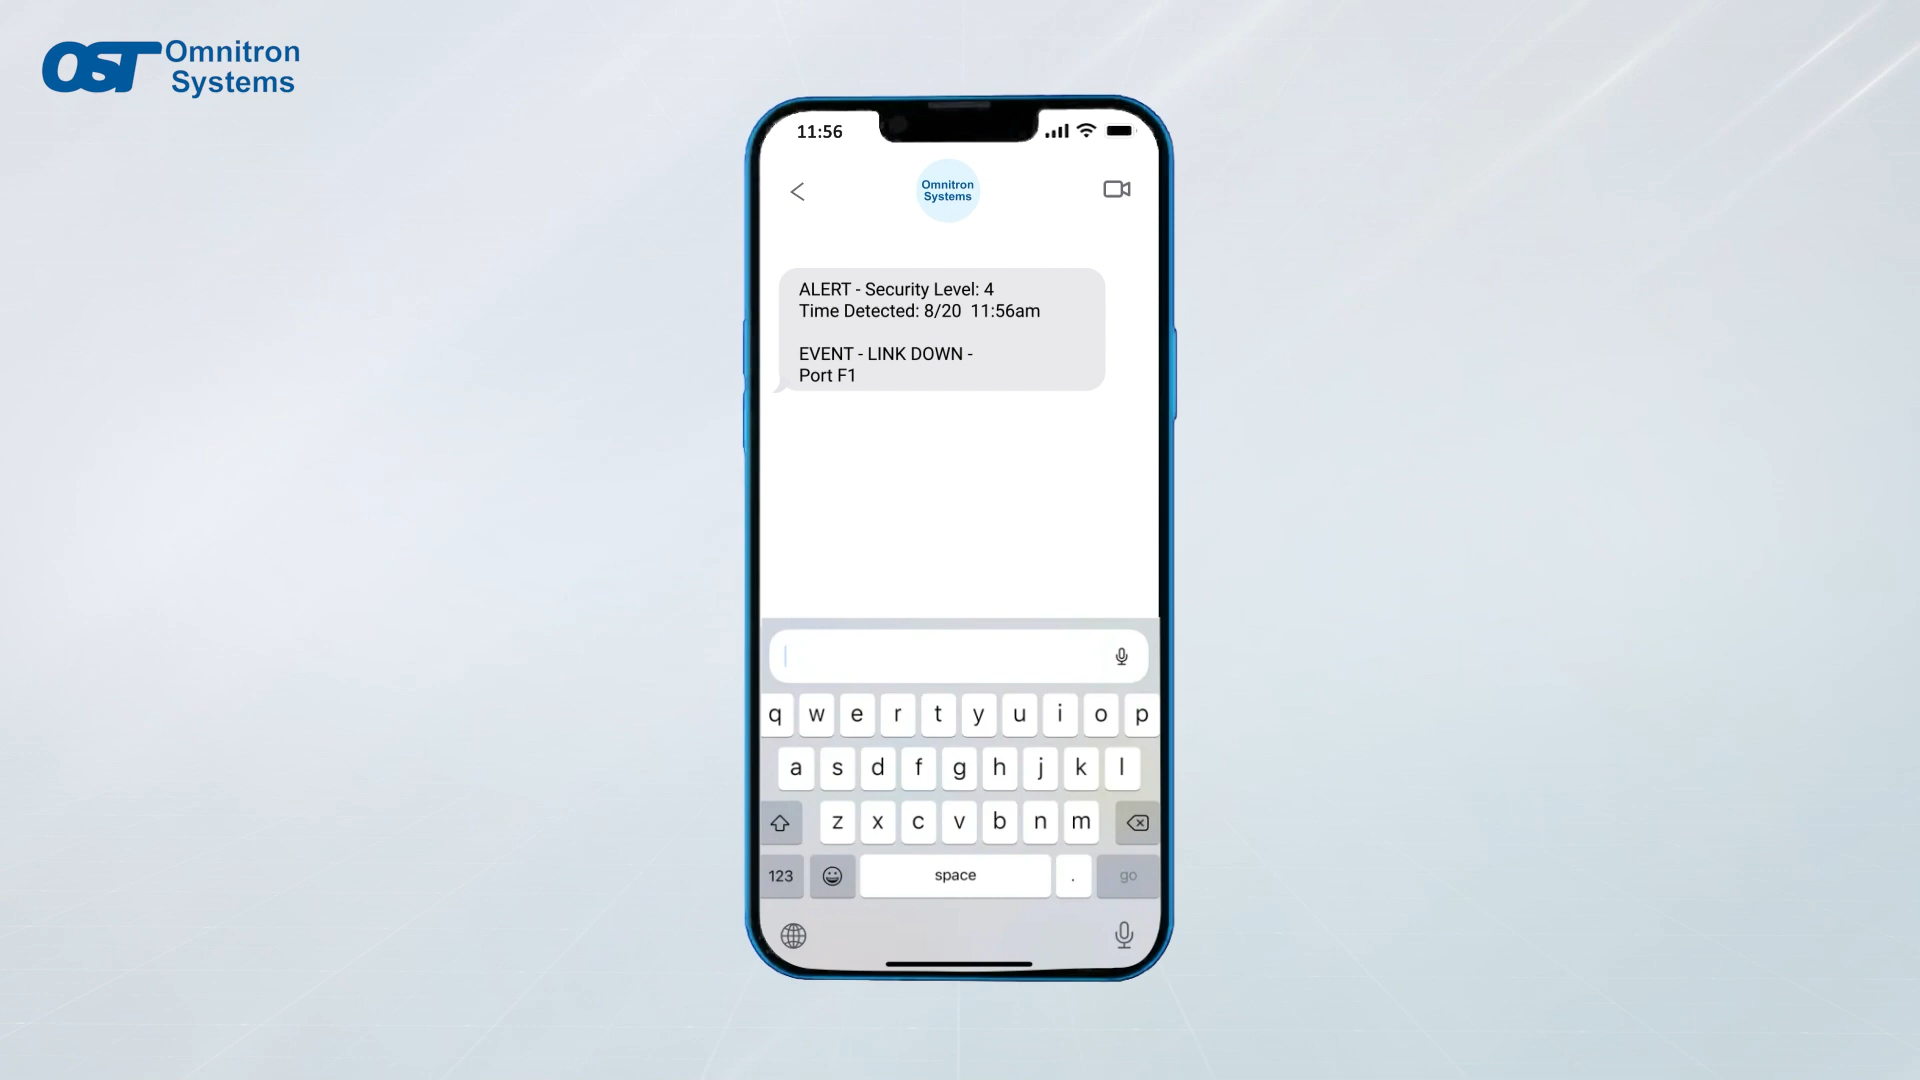 OST Omnitron
Systems
11:56
Omnitron
Systems
ALERT - Security Level: 4
Time Detected: 8/20  11:56am
EVENT - LINK DOWN -
Port F1
q w e r t y u i o p
a s d f g h j k l
z x c v b n m
123 space . go